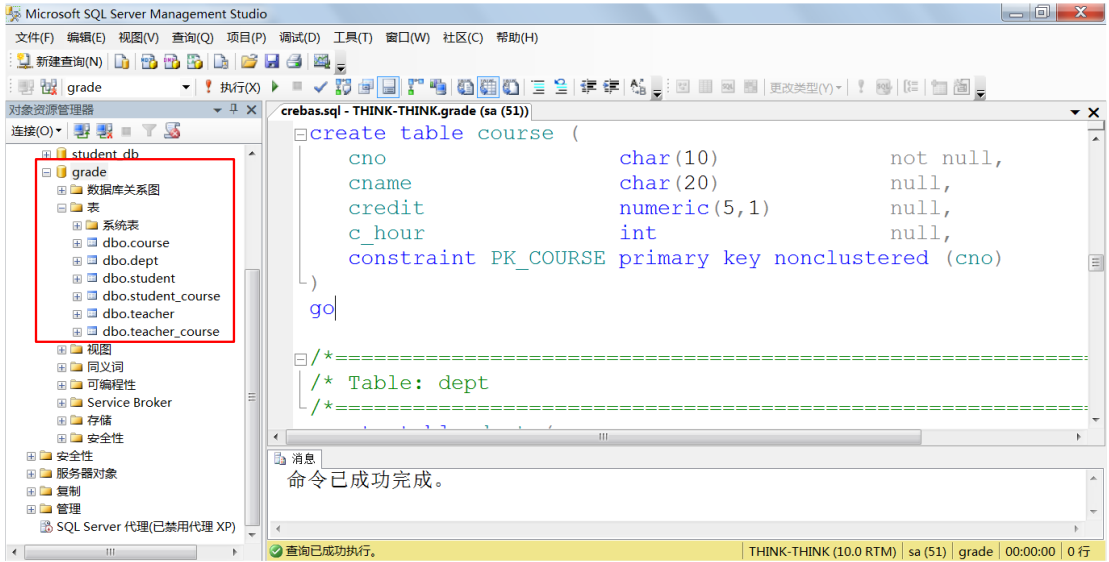 Microsoft SQL Server Management Studio
文件(F) 编辑(E) 视图(V) 查询(Q) 项目(P) 调试(D) 工具(T) 窗口(W) 社区(C) 帮助(H)
新建查询(N)
grade 执行(X) 更改类型(Y)
对象资源管理器
连接(O)
student_db
grade
数据库关系图
表
系统表
dbo.course
dbo.dept
dbo.student
dbo.student_course
dbo.teacher
dbo.teacher_course
视图
同义词
可编程性
Service Broker
存储
安全性
安全性
服务器对象
复制
管理
SQL Server 代理(已禁用代理 XP)
crebas.sql - THINK-THINK.grade (sa (51))
create table course (
cno char(10) not null,
cname char(20) null,
credit numeric(5,1) null,
c_hour int null,
constraint PK_COURSE primary key nonclustered (cno)
)
go
/*==========================================================
/* Table: dept
/*==========================================================
消息
命令已成功完成。
查询已成功执行。 THINK-THINK (10.0 RTM) sa (51) grade 00:00:00 0 行